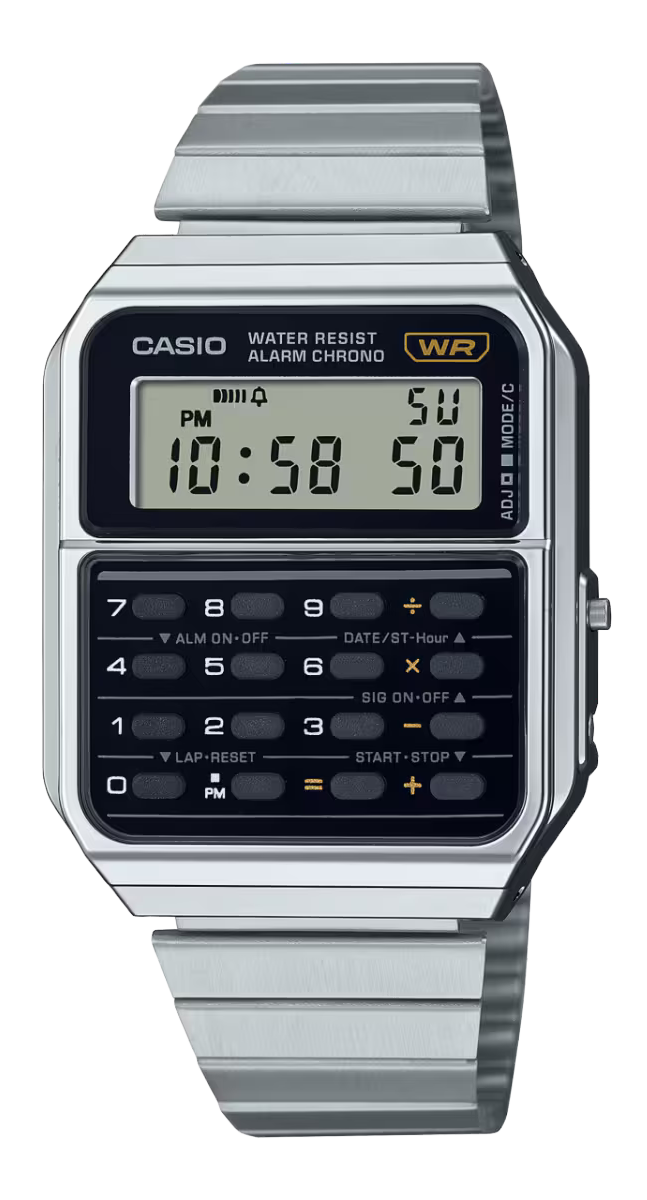 CASIO
WATER RESIST
ALARM CHRONO
WR
PM
SU
10:58 50
ADJ
MODE/C
7 8 9 ÷
▼ ALM ON·OFF
DATE/ST-Hour ▲
4 5 6 ×
SIG ON·OFF ▲
1 2 3 −
▼ LAP·RESET
START·STOP ▼
0 ▪ PM = +